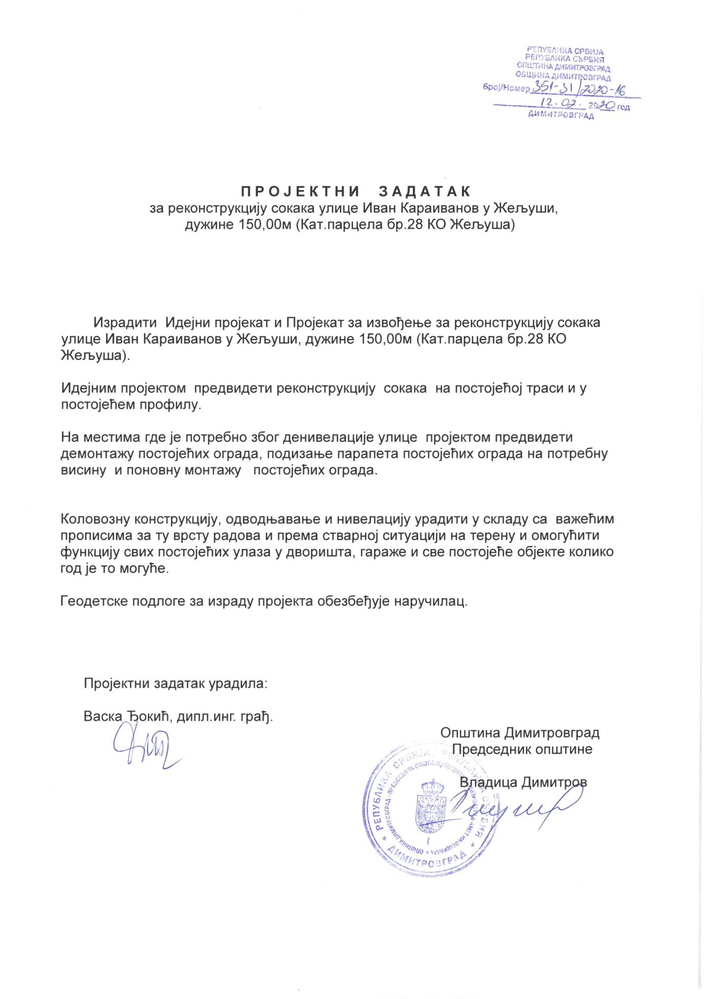 РЕПУБЛИКА СРБИЈА
РЕПУБЛИКА СЪРБИЯ
ОПШТИНА ДИМИТРОВГРАД
ОБЩИНА ДИМИТРОВГРАД
Број/Номер 351-31/2020-16
12.02. 2020 год
ДИМИТРОВГРАД
ПРОЈЕКТНИ ЗАДАТАК
за реконструкцију сокака улице Иван Караиванов у Жељуши,
дужине 150,00м (Кат.парцела бр.28 КО Жељуша)
Израдити Идејни пројекат и Пројекат за извођење за реконструкцију сокака
улице Иван Караиванов у Жељуши, дужине 150,00м (Кат.парцела бр.28 КО
Жељуша).
Идејним пројектом предвидети реконструкцију сокака на постојећој траси и у
постојећем профилу.
На местима где је потребно због денивелације улице пројектом предвидети
демонтажу постојећих ограда, подизање парапета постојећих ограда на потребну
висину и поновну монтажу постојећих ограда.
Коловозну конструкцију, одводњавање и нивелацију урадити у складу са важећим
прописима за ту врсту радова и према стварној ситуацији на терену и омогућити
функцију свих постојећих улаза у дворишта, гараже и све постојеће објекте колико
год је то могуће.
Геодетске подлоге за израду пројекта обезбеђује наручилац.
Пројектни задатак урадила:
Васка Ђокић, дипл.инг. грађ.
Општина Димитровград
Председник општине
Владица Димитров
* РЕПУБЛИКА СРБИЈА / РЕПУБЛИКА СЪРБИЯ *
ДИМИТРОВГРАД
ОПШТИНА ДИМИТРОВГРАД - ПРЕДСЕДНИК ОПШТИНЕ/ОБЩИНА ДИМИТРОВГРАД-КМЕТ НА ОБЩИНАТА *
I